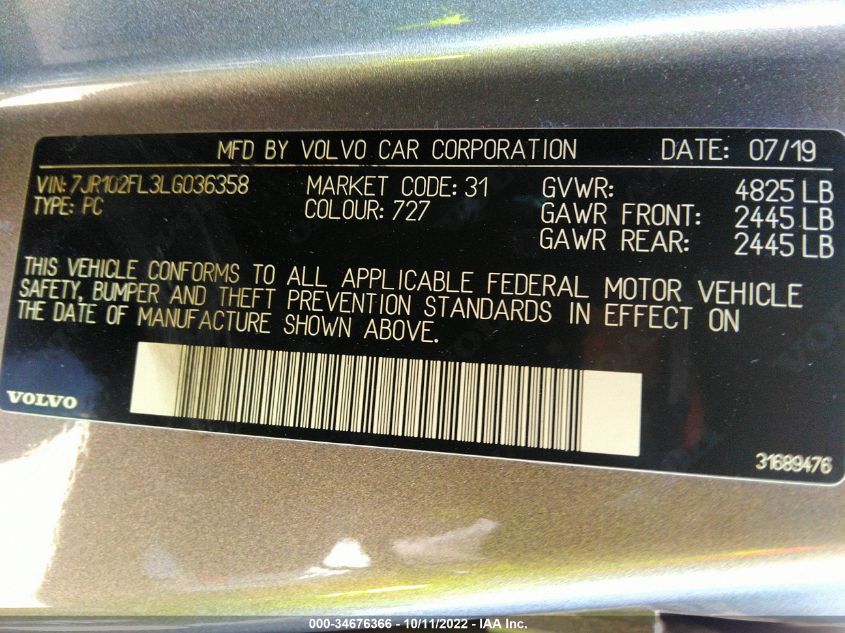 MFD BY VOLVO CAR CORPORATION DATE: 07/19
VIN: 7JR102FL3LG036358 MARKET CODE: 31 GVWR: 4825 LB
TYPE: PC COLOUR: 727 GAWR FRONT: 2445 LB
GAWR REAR: 2445 LB
THIS VEHICLE CONFORMS TO ALL APPLICABLE FEDERAL MOTOR VEHICLE
SAFETY, BUMPER AND THEFT PREVENTION STANDARDS IN EFFECT ON
THE DATE OF MANUFACTURE SHOWN ABOVE.
VOLVO
31689476
000-34676366 - 10/11/2022 - IAA Inc.